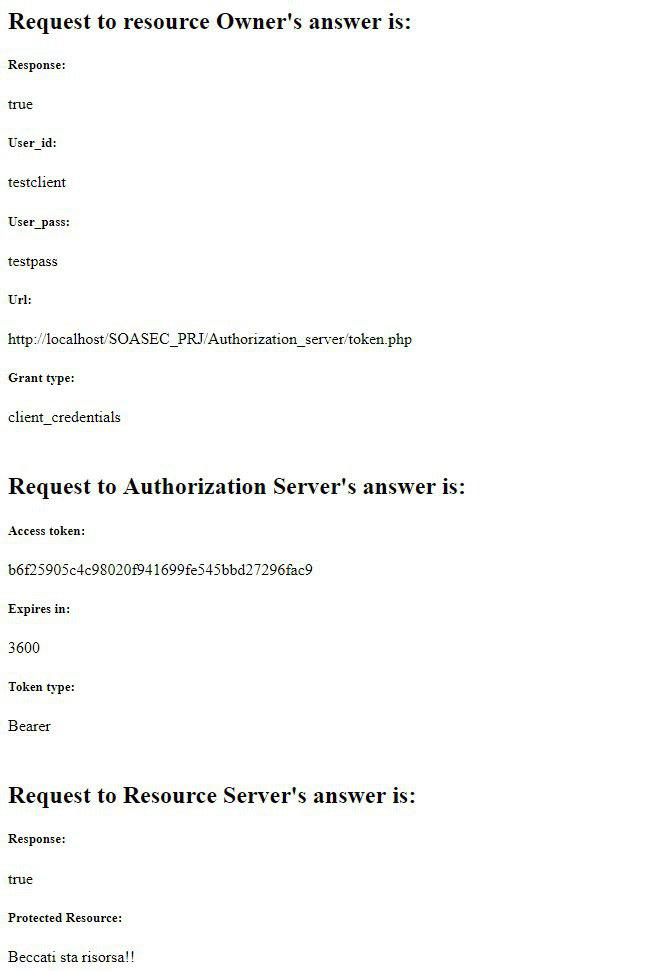 Request to resource Owner's answer is:
Response:
true
User_id:
testclient
User_pass:
testpass
Url:
http://localhost/SOASEC_PRJ/Authorization_server/token.php
Grant type:
client_credentials
Request to Authorization Server's answer is:
Access token:
b6f25905c4c98020f941699fe545bbd27296fac9
Expires in:
3600
Token type:
Bearer
Request to Resource Server's answer is:
Response:
true
Protected Resource:
Beccati sta risorsa!!